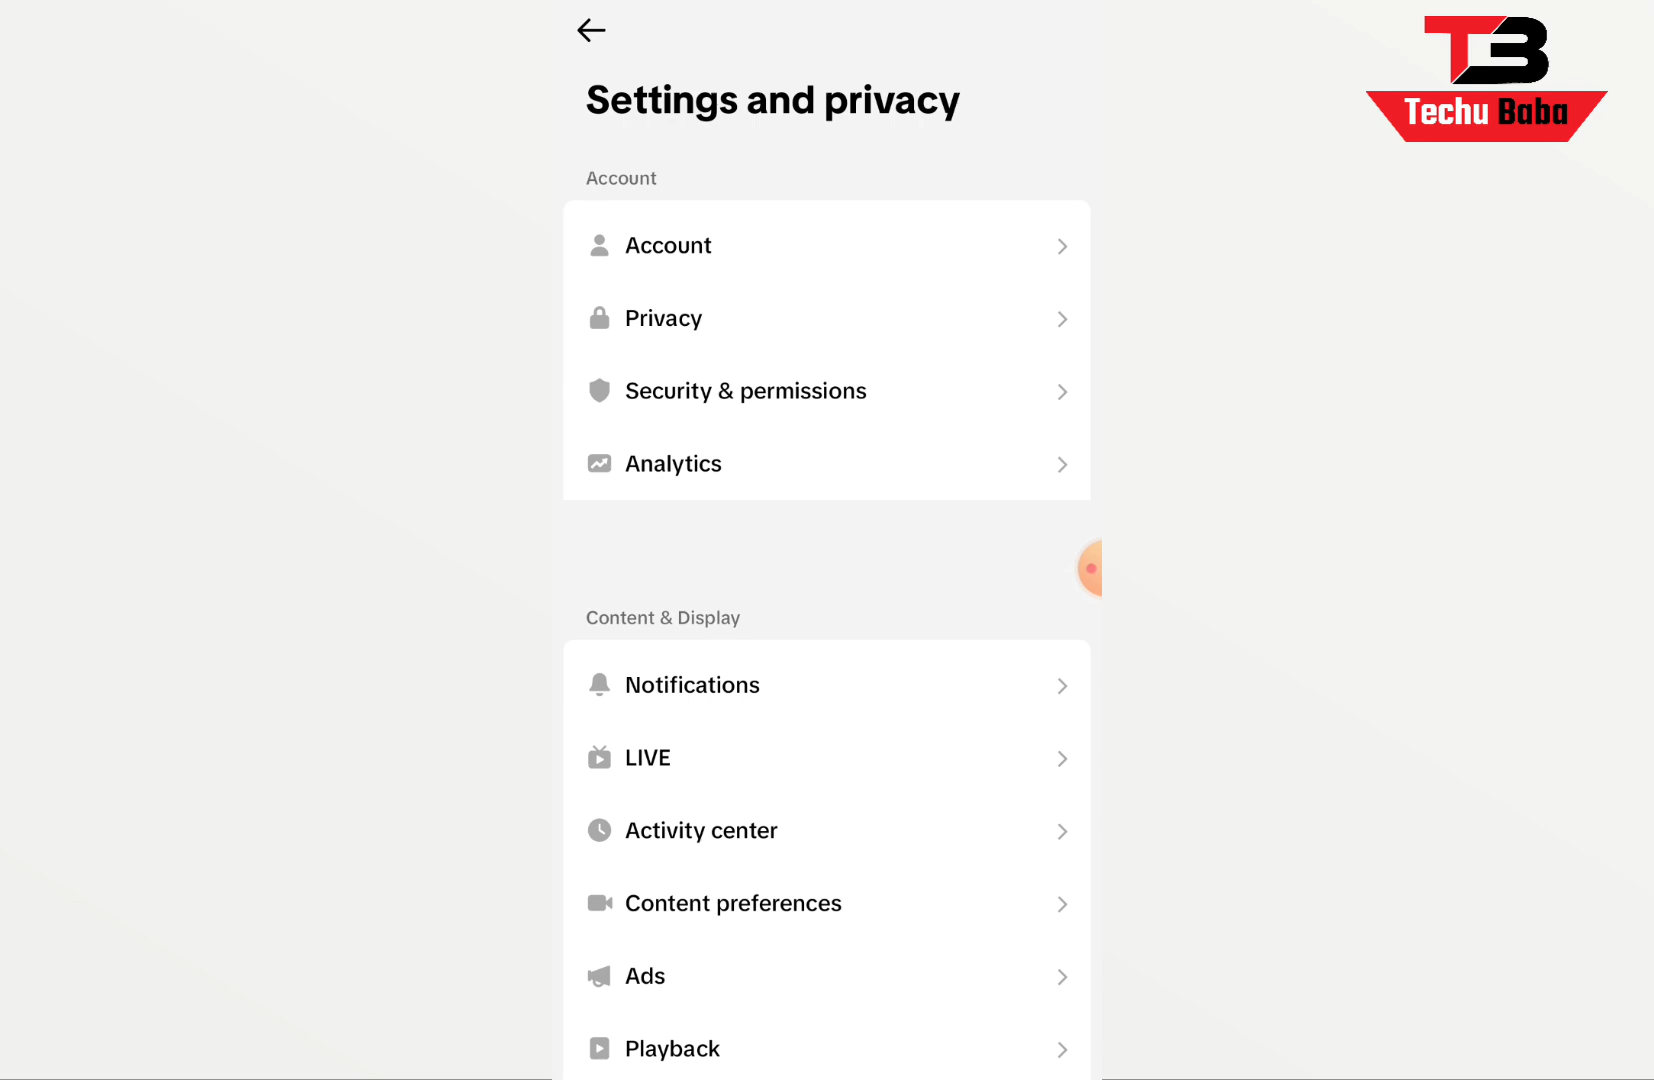 Settings and privacy
TB
Techu Baba
Account
Account
Privacy
Security & permissions
Analytics
Content & Display
Notifications
LIVE
Activity center
Content preferences
Ads
Playback